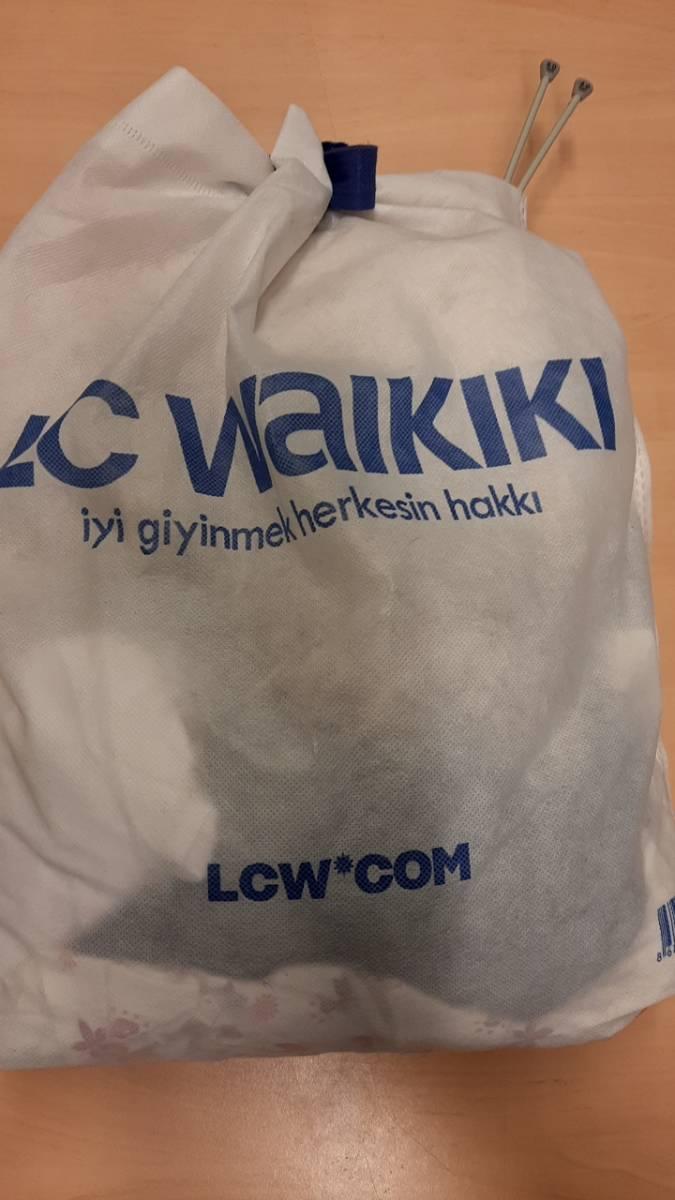 LC WAIKIKI
iyi giyinmek herkesin hakkı
LCW*COM